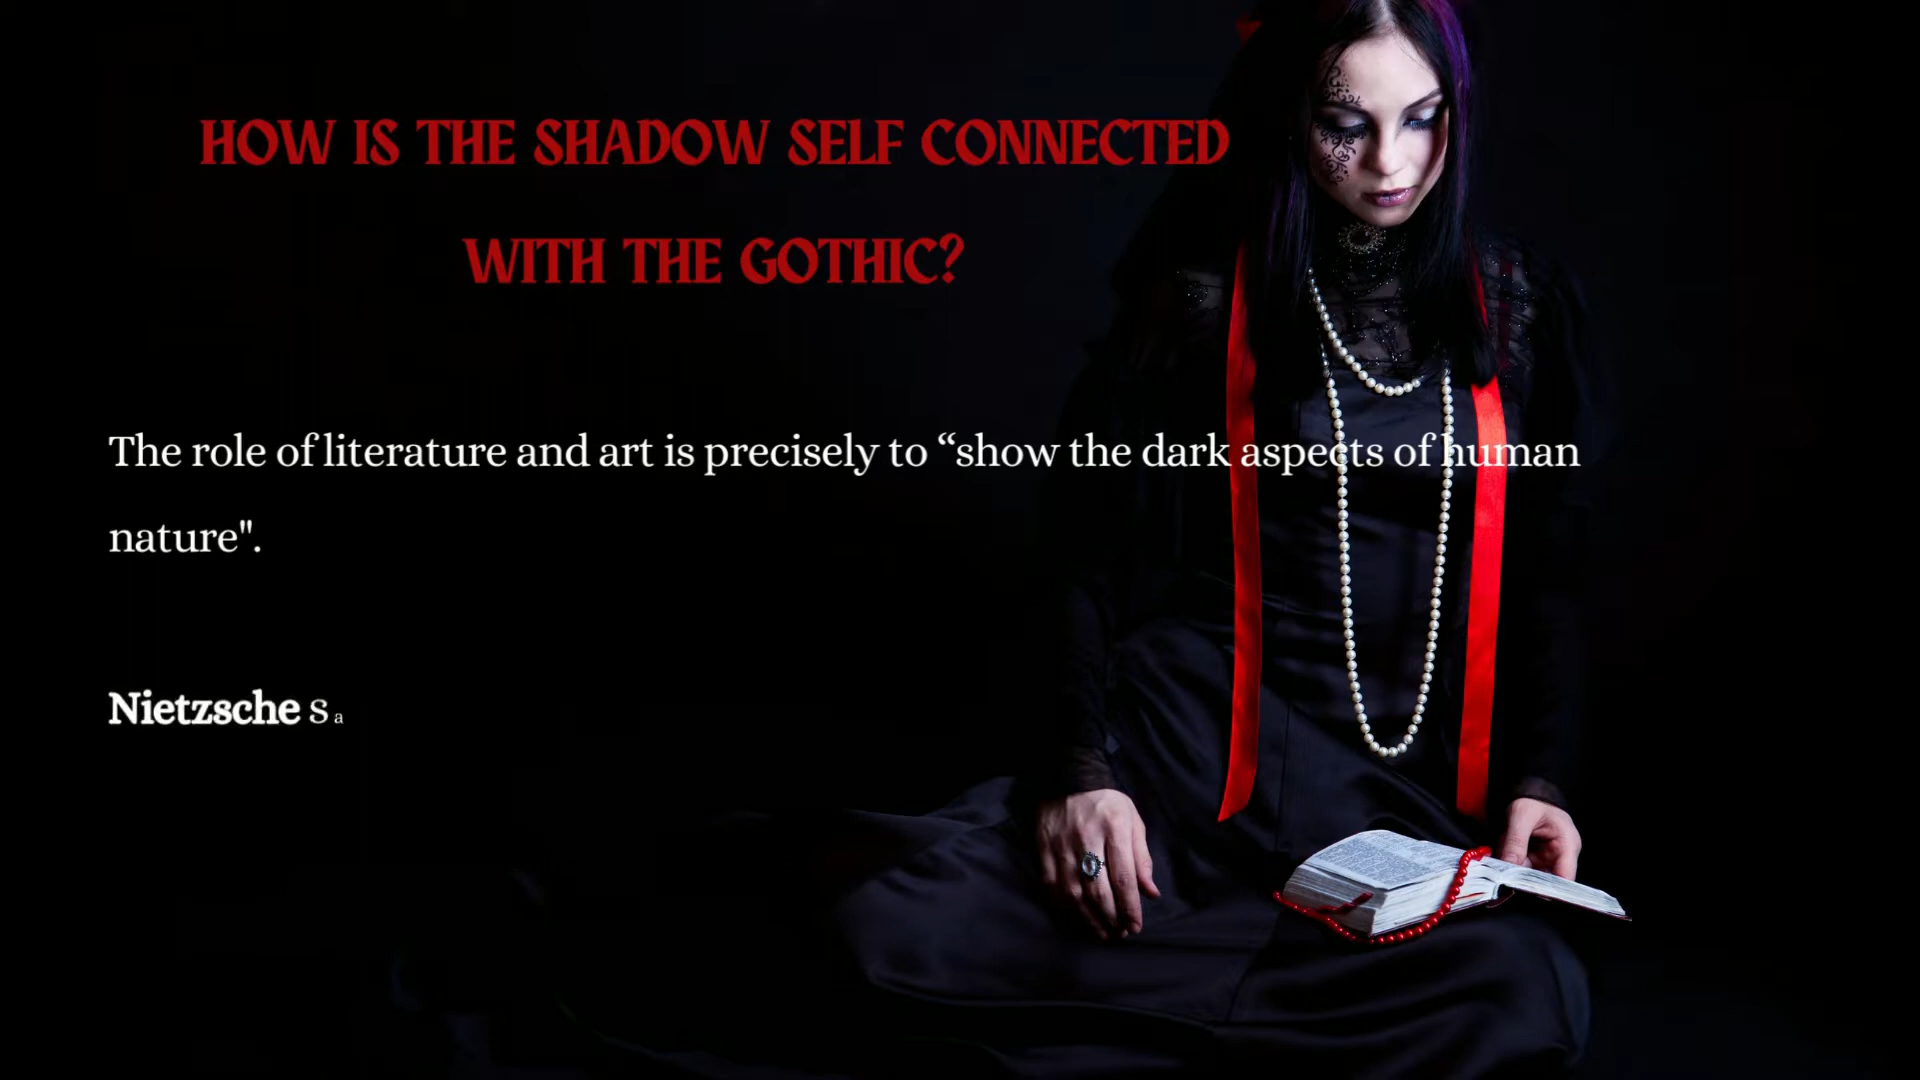 HOW IS THE SHADOW SELF CONNECTED
WITH THE GOTHIC?
The role of literature and art is precisely to “show the dark aspects of human
nature".
Nietzsche s a